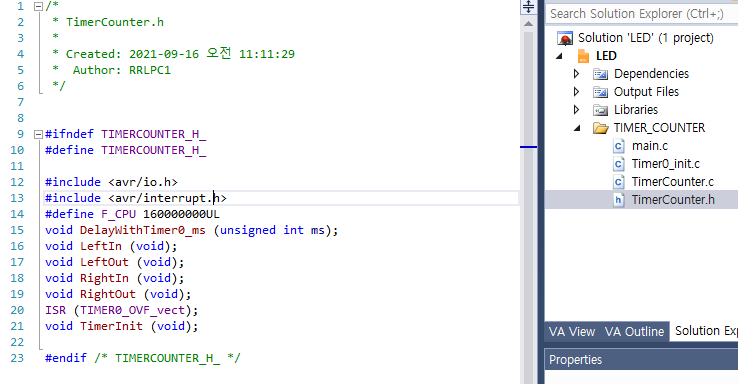 1 /*
2 * TimerCounter.h
3 *
4 * Created: 2021-09-16 오전 11:11:29
5 * Author: RRLPC1
6 */
7
8
9 #ifndef TIMERCOUNTER_H_
10 #define TIMERCOUNTER_H_
11
12 #include <avr/io.h>
13 #include <avr/interrupt.h>
14 #define F_CPU 160000000UL
15 void DelayWithTimer0_ms (unsigned int ms);
16 void LeftIn (void);
17 void LeftOut (void);
18 void RightIn (void);
19 void RightOut (void);
20 ISR (TIMER0_OVF_vect);
21 void TimerInit (void);
22
23 #endif /* TIMERCOUNTER_H_ */
Search Solution Explorer (Ctrl+;)
Solution 'LED' (1 project)
LED
Dependencies
Output Files
Libraries
TIMER_COUNTER
main.c
Timer0_init.c
TimerCounter.c
TimerCounter.h
VA View VA Outline Solution Exp
Properties